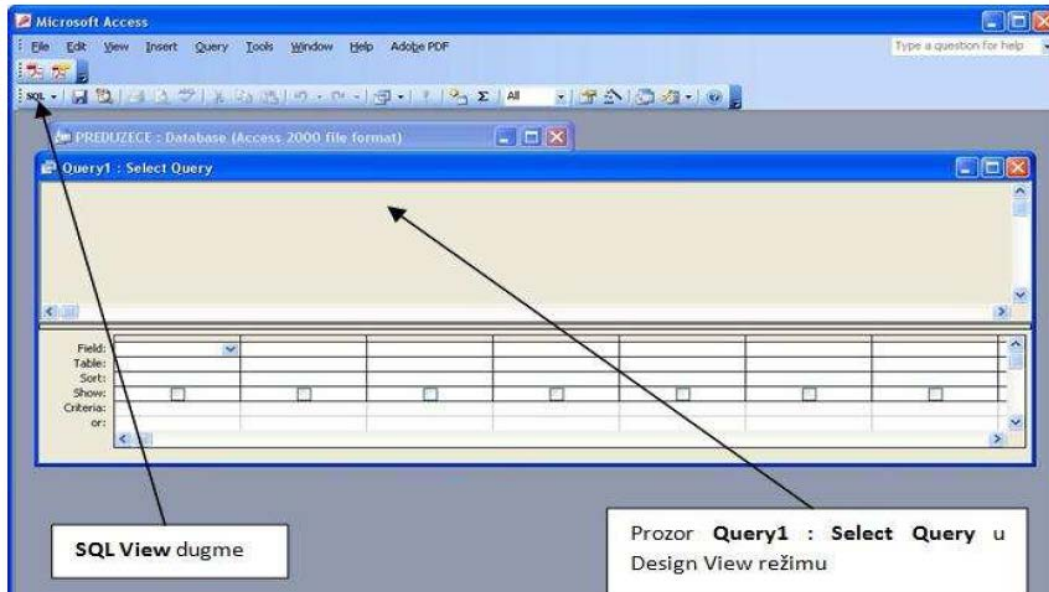 Microsoft Access
File Edit View Insert Query Tools Window Help Adobe PDF
Type a question for help
SQL
All
PREDUZECE : Database (Access 2000 file format)
Query1 : Select Query
Field:
Table:
Sort:
Show:
Criteria:
or:
SQL View dugme
Prozor Query1 : Select Query u
Design View režimu